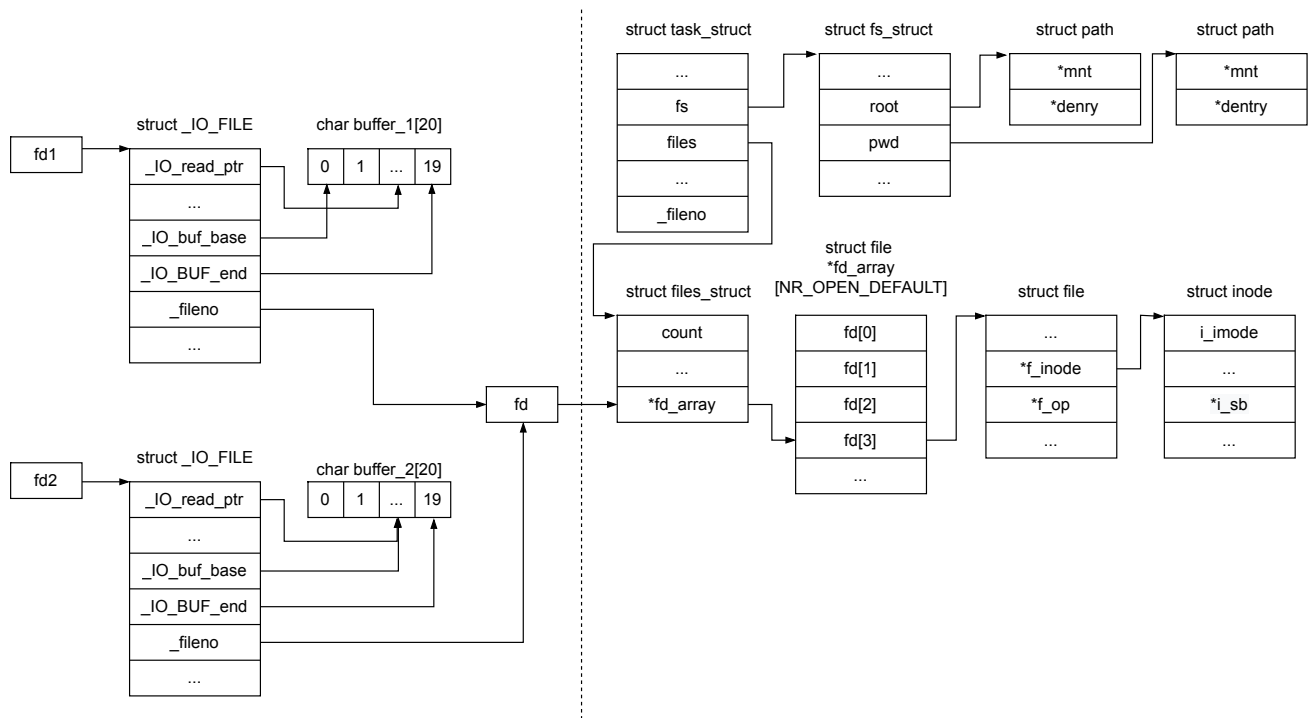 struct task_struct
...
fs
files
...
_fileno
struct fs_struct
...
root
pwd
...
struct path
*mnt
*denry
struct path
*mnt
*dentry
fd1
struct _IO_FILE
_IO_read_ptr
...
_IO_buf_base
_IO_BUF_end
_fileno
...
char buffer_1[20]
0 1 ... 19
fd
struct files_struct
count
...
*fd_array
struct file
*fd_array
[NR_OPEN_DEFAULT]
fd[0]
fd[1]
fd[2]
fd[3]
...
struct file
...
*f_inode
*f_op
...
struct inode
i_imode
...
*i_sb
...
fd2
struct _IO_FILE
_IO_read_ptr
...
_IO_buf_base
_IO_BUF_end
_fileno
...
char buffer_2[20]
0 1 ... 19